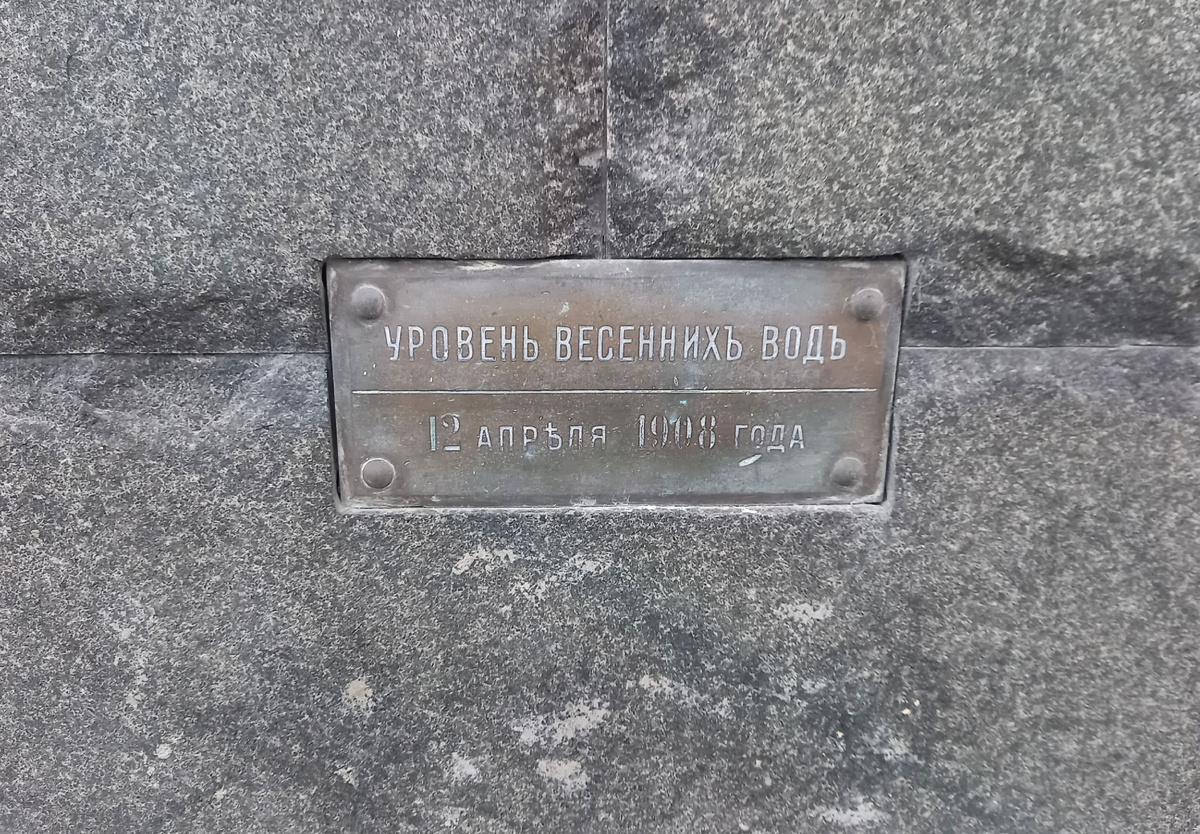 УРОВЕНЬ ВЕСЕННИХЪ ВОДЪ
12 АПРѢЛЯ 1908 ГОДА